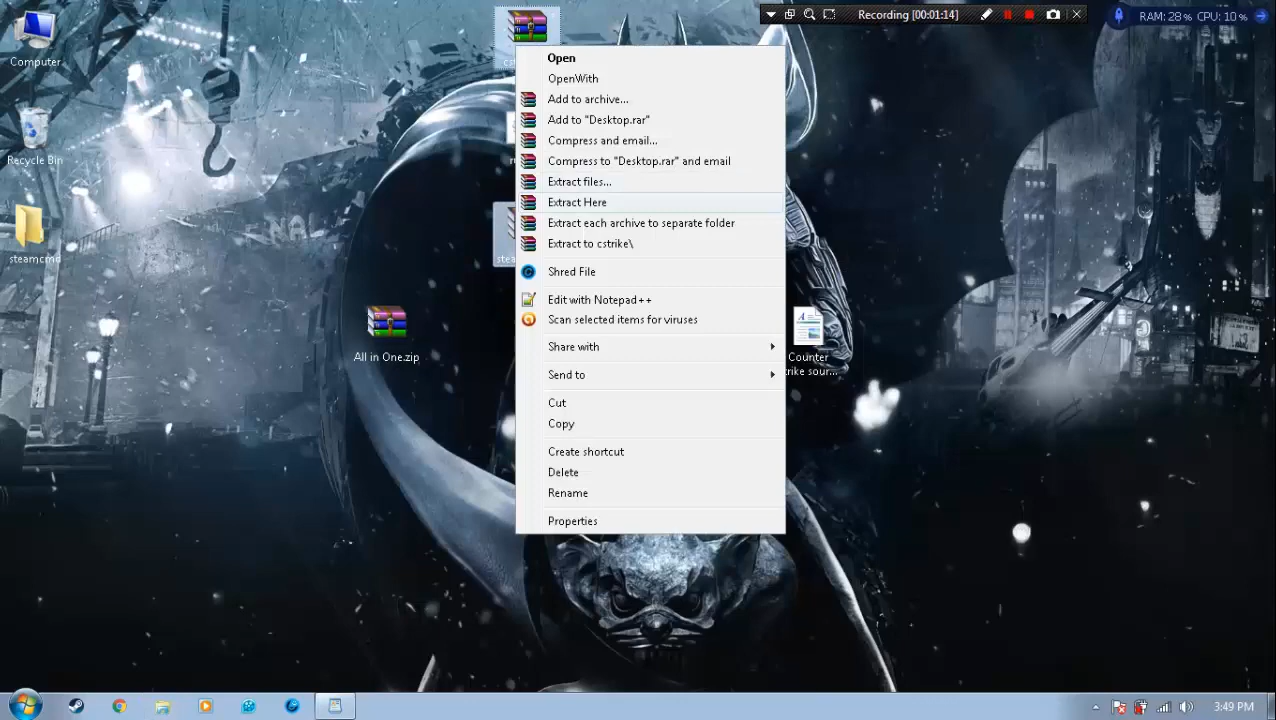 Recording [00:01:14]
RAM: 28% CPU: 10%
Computer
Open
OpenWith
Add to archive...
Add to "Desktop.rar"
Compress and email...
Recycle Bin
Compress to "Desktop.rar" and email
Extract files...
Extract Here
Extract each archive to separate folder
Extract to cstrike\
steamcmd
Shred File
Edit with Notepad++
Scan selected items for viruses
Share with
All in One.zip
Counter
Send to
Cut
Copy
Create shortcut
Delete
Rename
Properties
3:49 PM